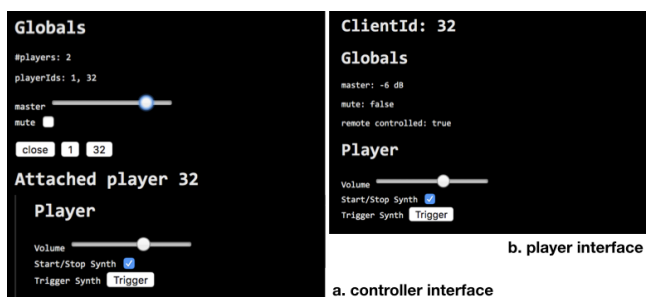 Globals
#players: 2
playerIds: 1, 32
master
mute
close 1 32
Attached player 32
Player
Volume
Start/Stop Synth
Trigger Synth Trigger
ClientId: 32
Globals
master: -6 dB
mute: false
remote controlled: true
Player
Volume
Start/Stop Synth
Trigger Synth Trigger
b. player interface
a. controller interface